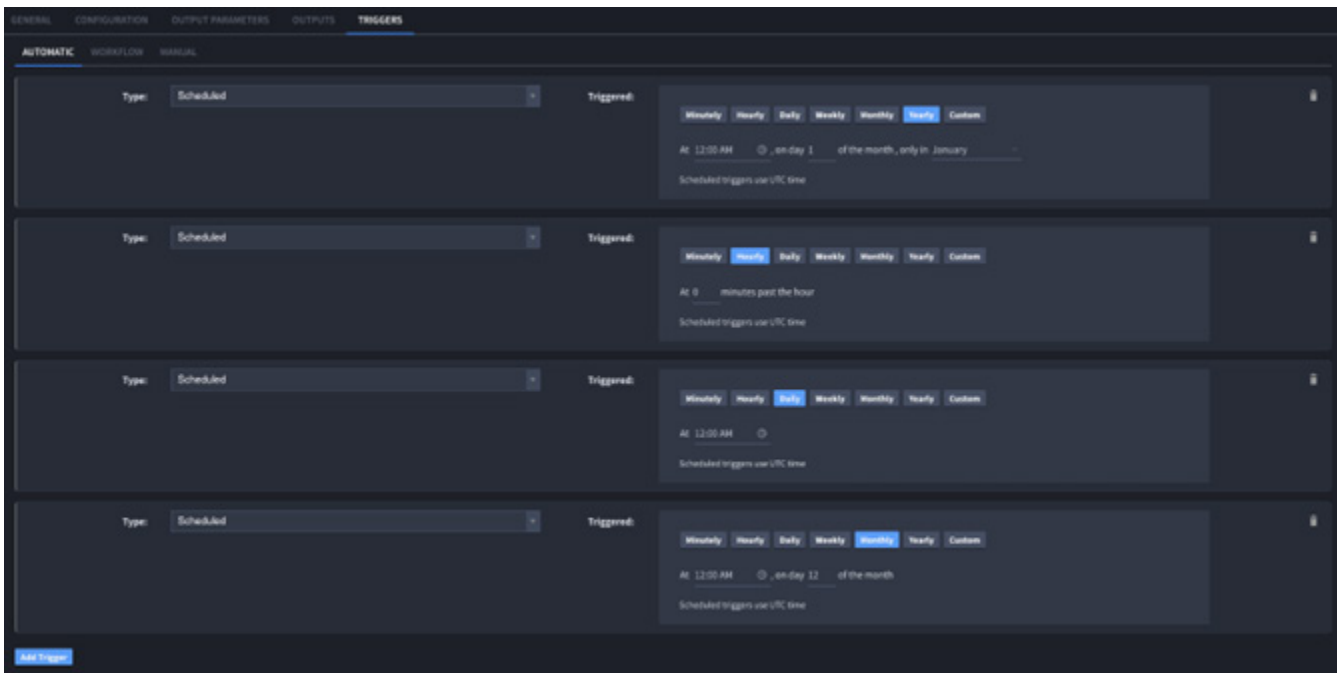 GENERAL CONFIGURATION OUTPUT PARAMETERS OUTPUTS TRIGGERS
AUTOMATIC WORKFLOW MANUAL
Type: Scheduled Triggered:
Minutely Hourly Daily Weekly Monthly Yearly Custom
At 12:00 AM , on day 1 of the month , only in January
Scheduled triggers use UTC time
Type: Scheduled Triggered:
Minutely Hourly Daily Weekly Monthly Yearly Custom
At 0 minutes past the hour
Scheduled triggers use UTC time
Type: Scheduled Triggered:
Minutely Hourly Daily Weekly Monthly Yearly Custom
At 12:00 AM
Scheduled triggers use UTC time
Type: Scheduled Triggered:
Minutely Hourly Daily Weekly Monthly Yearly Custom
At 12:00 AM , on day 12 of the month
Scheduled triggers use UTC time
Add Trigger